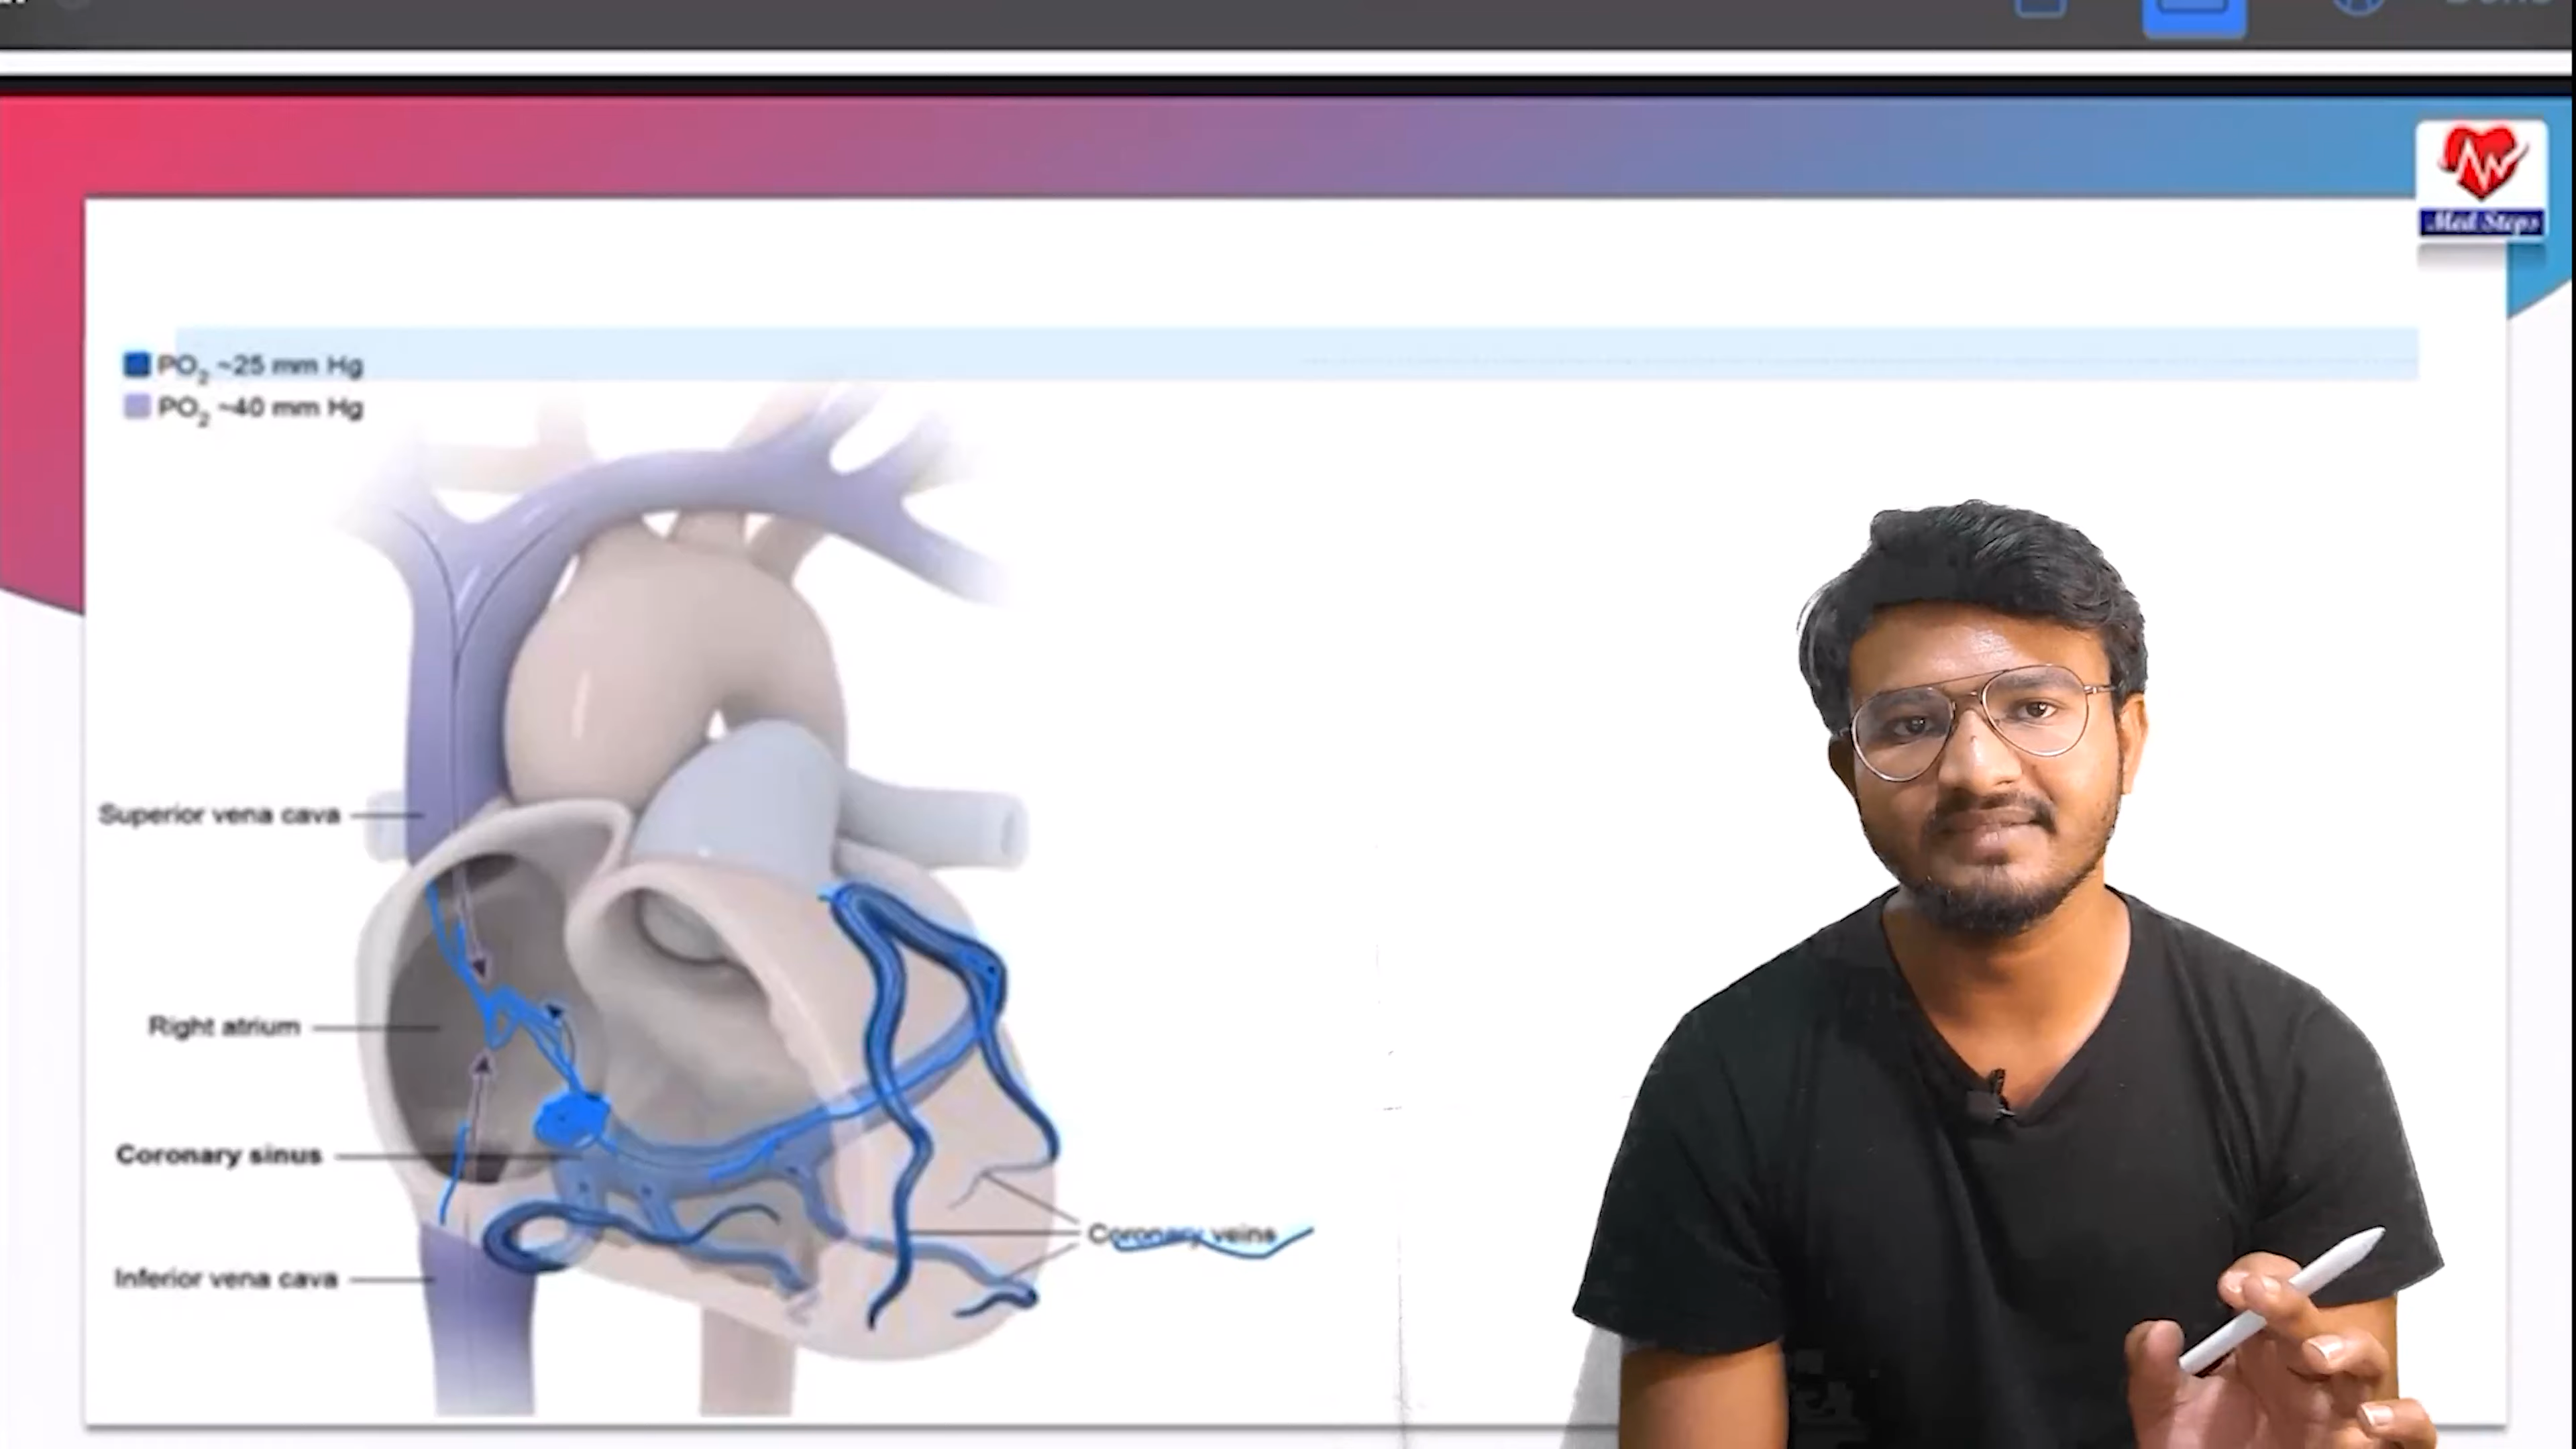 Med Steps
PO2 ~25 mm Hg
PO2 ~40 mm Hg
Superior vena cava
Right atrium
Coronary sinus
Coronary veins
Inferior vena cava